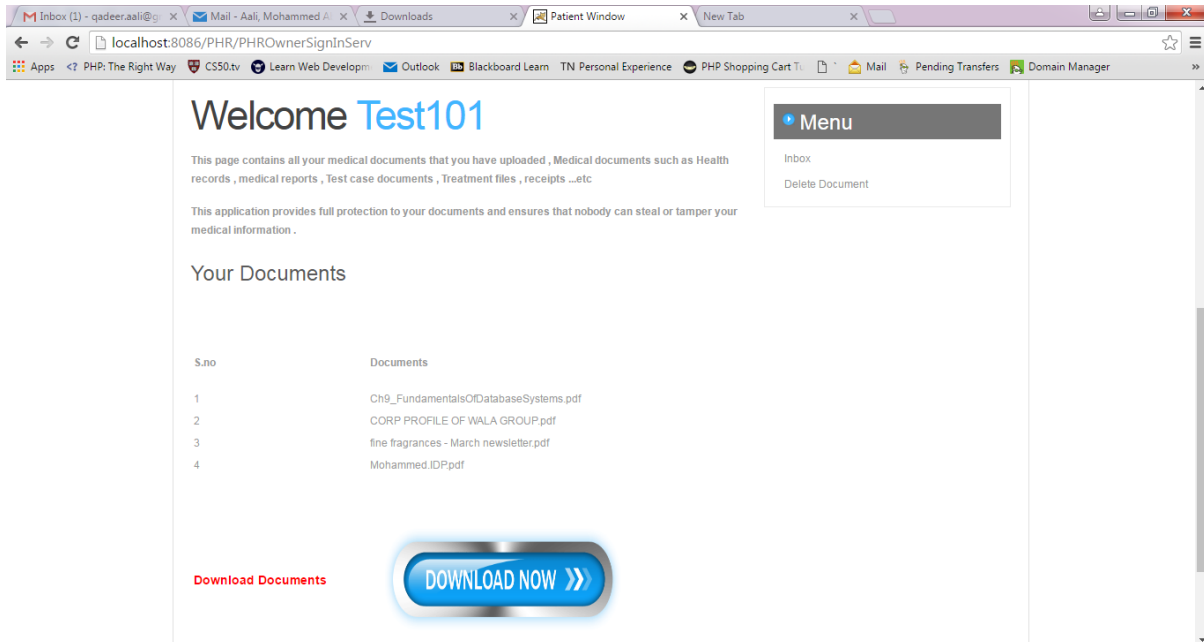 Inbox (1) - qadeer.aali@g
Mail - Aali, Mohammed A
Downloads
Patient Window
New Tab
localhost:8086/PHR/PHROwnerSignInServ
Apps
PHP: The Right Way
CS50.tv
Learn Web Developm
Outlook
Blackboard Learn
TN Personal Experience
PHP Shopping Cart Tu
Mail
Pending Transfers
Domain Manager
»
Welcome Test101
This page contains all your medical documents that you have uploaded , Medical documents such as Health
records , medical reports , Test case documents , Treatment files , receipts ...etc
This application provides full protection to your documents and ensures that nobody can steal or tamper your
medical information .
Menu
Inbox
Delete Document
Your Documents
S.no Documents
1 Ch9_FundamentalsOfDatabaseSystems.pdf
2 CORP PROFILE OF WALA GROUP.pdf
3 fine fragrances - March newsletter.pdf
4 Mohammed.IDP.pdf
Download Documents
DOWNLOAD NOW